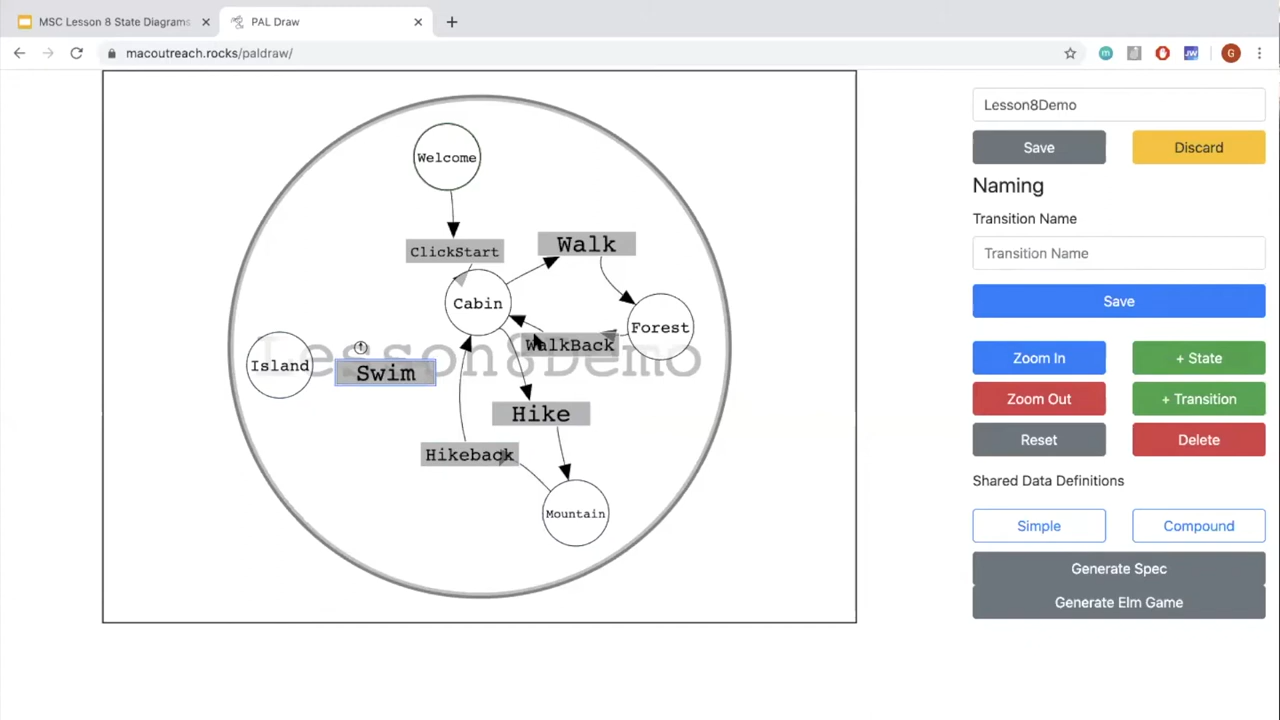 MSC Lesson 8 State Diagrams
PAL Draw
macoutreach.rocks/paldraw/
G
Lesson8Demo
Save
Discard
Naming
Transition Name
Transition Name
Save
Zoom In
+ State
Zoom Out
+ Transition
Reset
Delete
Shared Data Definitions
Simple
Compound
Generate Spec
Generate Elm Game
Welcome
ClickStart
Walk
Cabin
Forest
WalkBack
Lesson8Demo
Island
Swim
Hike
Hikeback
Mountain